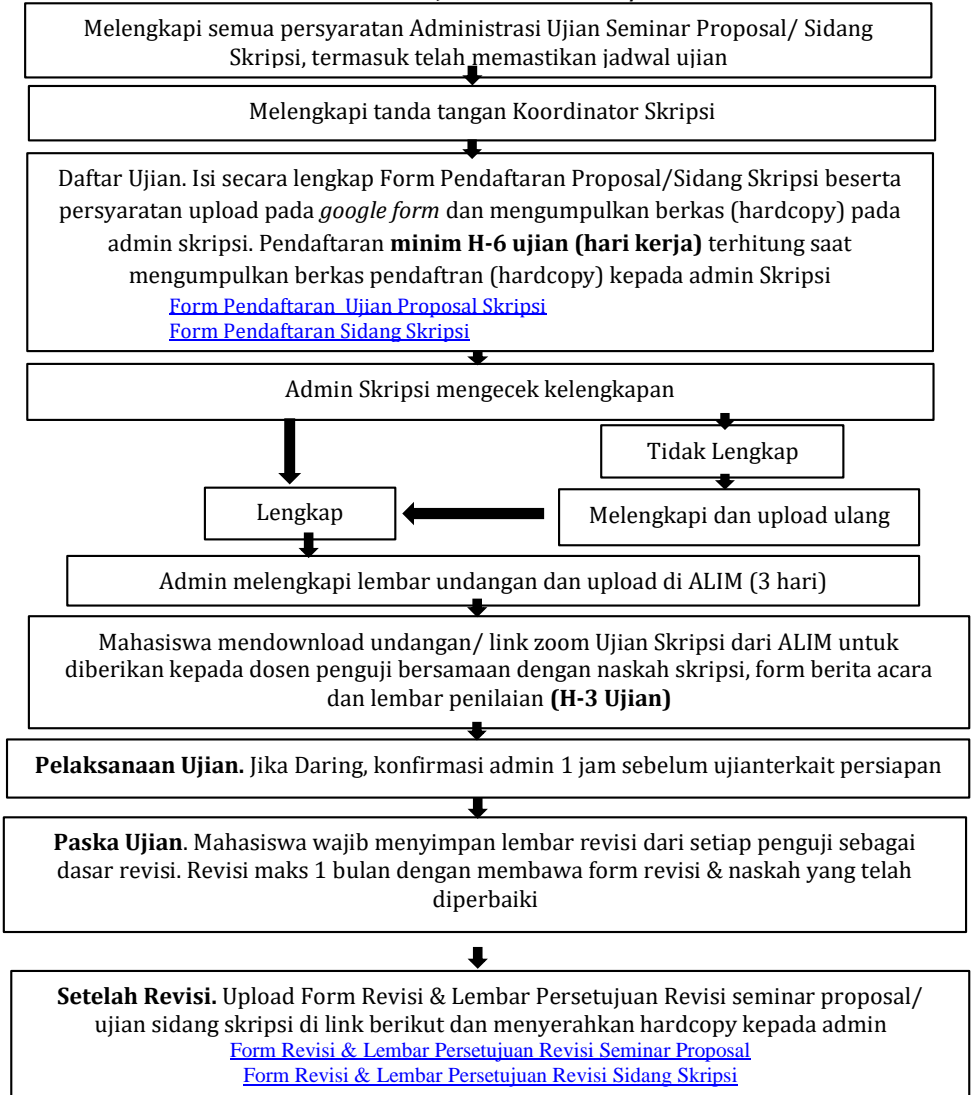 Melengkapi semua persyaratan Administrasi Ujian Seminar Proposal/ Sidang
Skripsi, termasuk telah memastikan jadwal ujian
Melengkapi tanda tangan Koordinator Skripsi
Daftar Ujian. Isi secara lengkap Form Pendaftaran Proposal/Sidang Skripsi beserta
persyaratan upload pada google form dan mengumpulkan berkas (hardcopy) pada
admin skripsi. Pendaftaran minim H-6 ujian (hari kerja) terhitung saat
mengumpulkan berkas pendaftran (hardcopy) kepada admin Skripsi
Form Pendaftaran Ujian Proposal Skripsi
Form Pendaftaran Sidang Skripsi
Admin Skripsi mengecek kelengkapan
Tidak Lengkap
Lengkap
Melengkapi dan upload ulang
Admin melengkapi lembar undangan dan upload di ALIM (3 hari)
Mahasiswa mendownload undangan/ link zoom Ujian Skripsi dari ALIM untuk
diberikan kepada dosen penguji bersamaan dengan naskah skripsi, form berita acara
dan lembar penilaian (H-3 Ujian)
Pelaksanaan Ujian. Jika Daring, konfirmasi admin 1 jam sebelum ujianterkait persiapan
Paska Ujian. Mahasiswa wajib menyimpan lembar revisi dari setiap penguji sebagai
dasar revisi. Revisi maks 1 bulan dengan membawa form revisi & naskah yang telah
diperbaiki
Setelah Revisi. Upload Form Revisi & Lembar Persetujuan Revisi seminar proposal/
ujian sidang skripsi di link berikut dan menyerahkan hardcopy kepada admin
Form Revisi & Lembar Persetujuan Revisi Seminar Proposal
Form Revisi & Lembar Persetujuan Revisi Sidang Skripsi